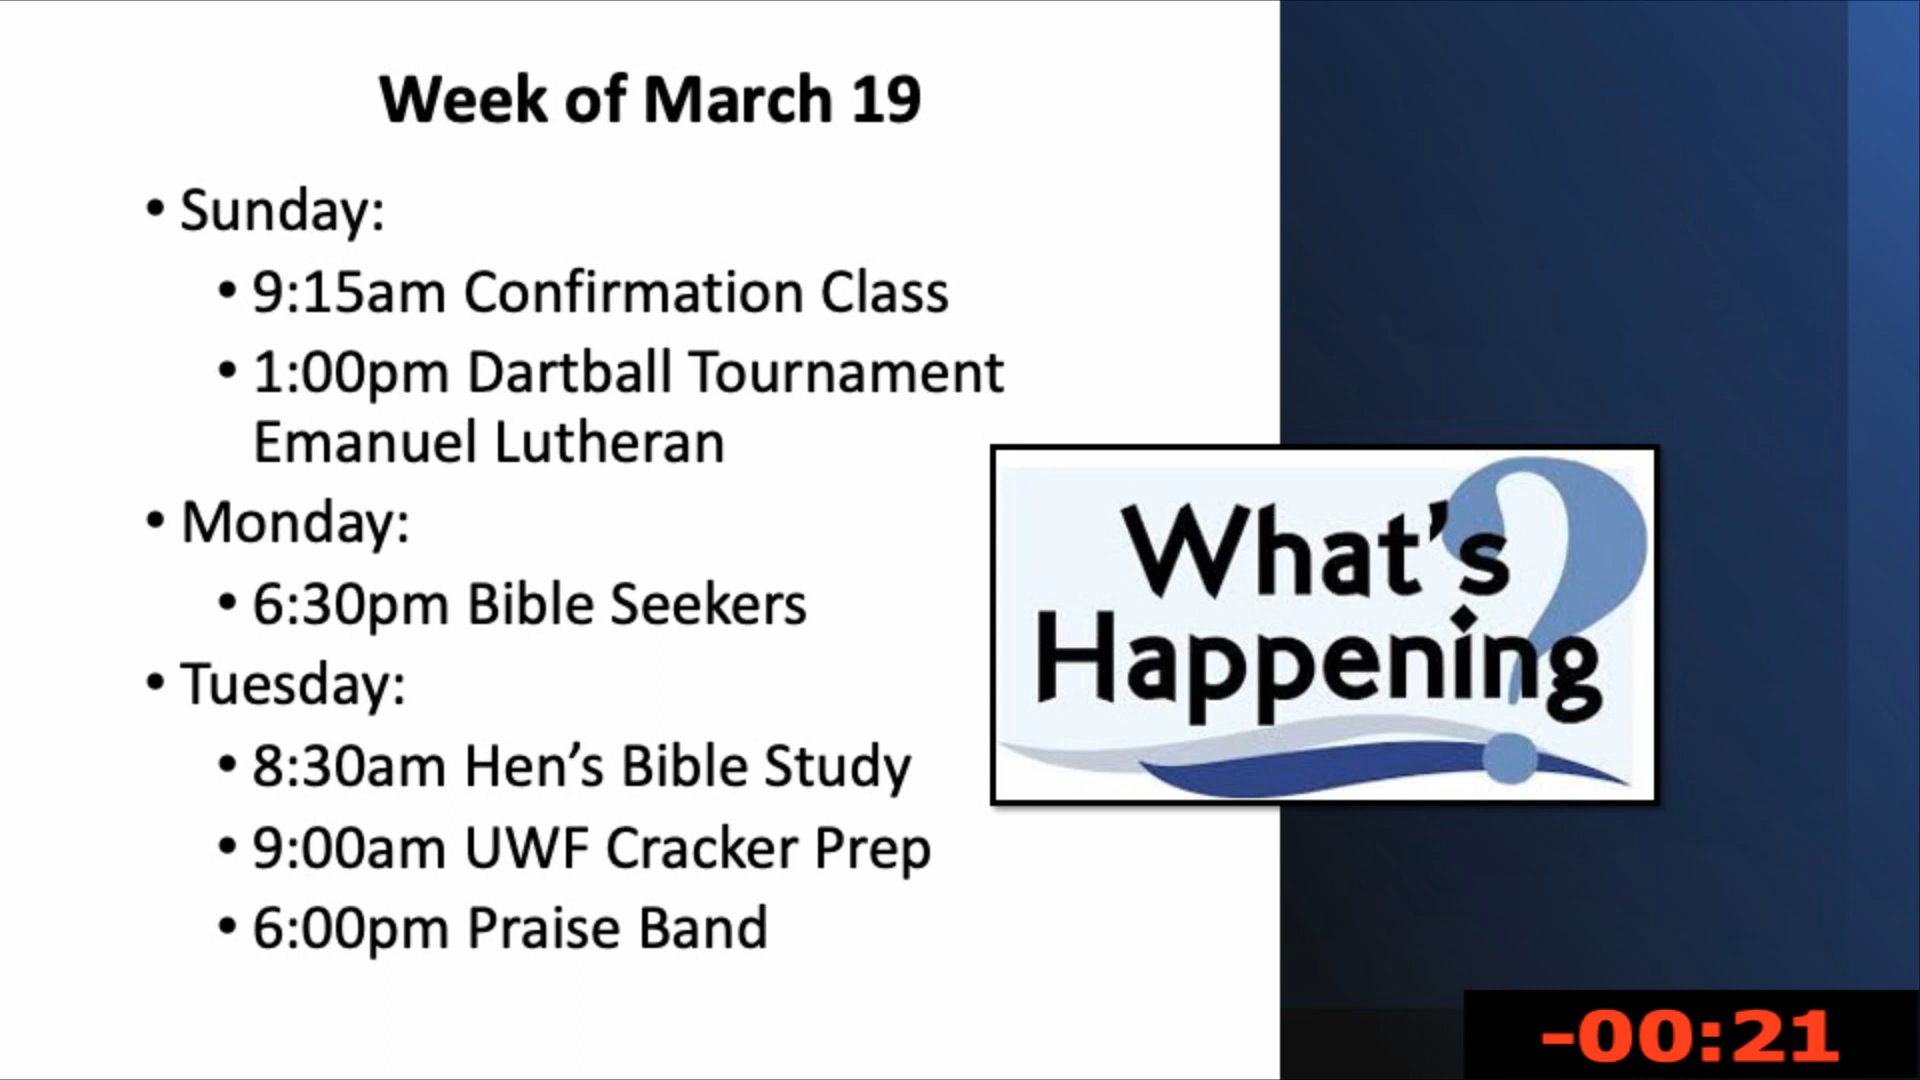 Week of March 19
• Sunday:
• 9:15am Confirmation Class
• 1:00pm Dartball Tournament
Emanuel Lutheran
• Monday:
• 6:30pm Bible Seekers
• Tuesday:
• 8:30am Hen’s Bible Study
• 9:00am UWF Cracker Prep
• 6:00pm Praise Band
What’s
Happening
?
-00:21